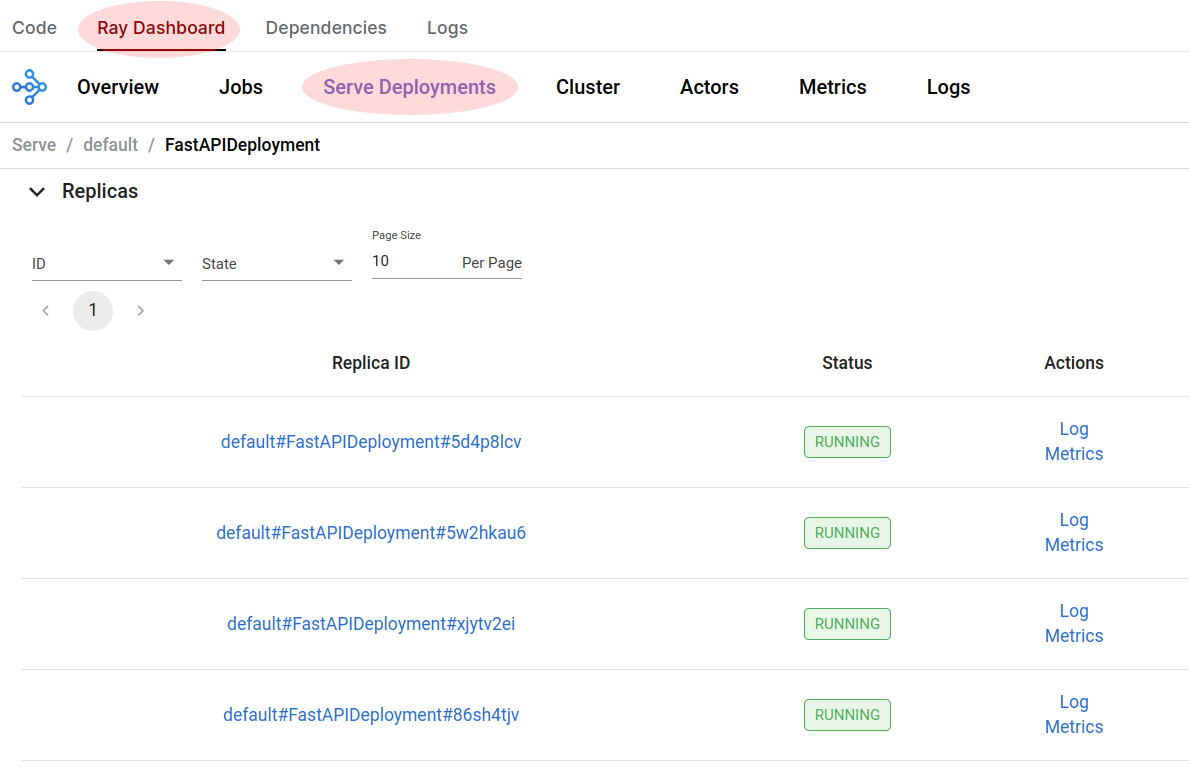 Code Ray Dashboard Dependencies Logs
Overview Jobs Serve Deployments Cluster Actors Metrics Logs
Serve / default / FastAPIDeployment
Replicas
Page Size
ID State 10 Per Page
1
Replica ID Status Actions
default#FastAPIDeployment#5d4p8lcv RUNNING Log
Metrics
default#FastAPIDeployment#5w2hkau6 RUNNING Log
Metrics
default#FastAPIDeployment#xjytv2ei RUNNING Log
Metrics
default#FastAPIDeployment#86sh4tjv RUNNING Log
Metrics